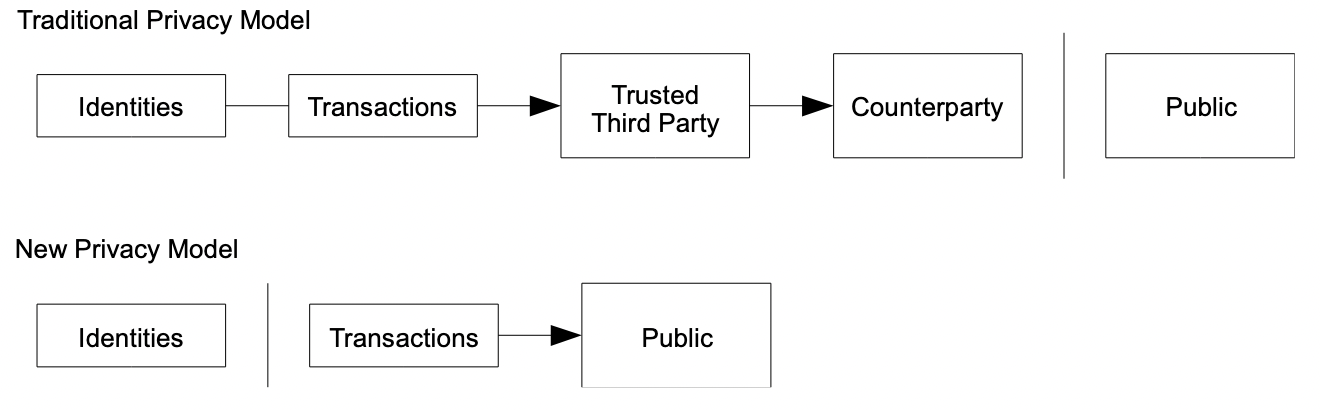 Traditional Privacy Model
Identities
Transactions
Trusted
Third Party
Counterparty
Public
New Privacy Model
Identities
Transactions
Public